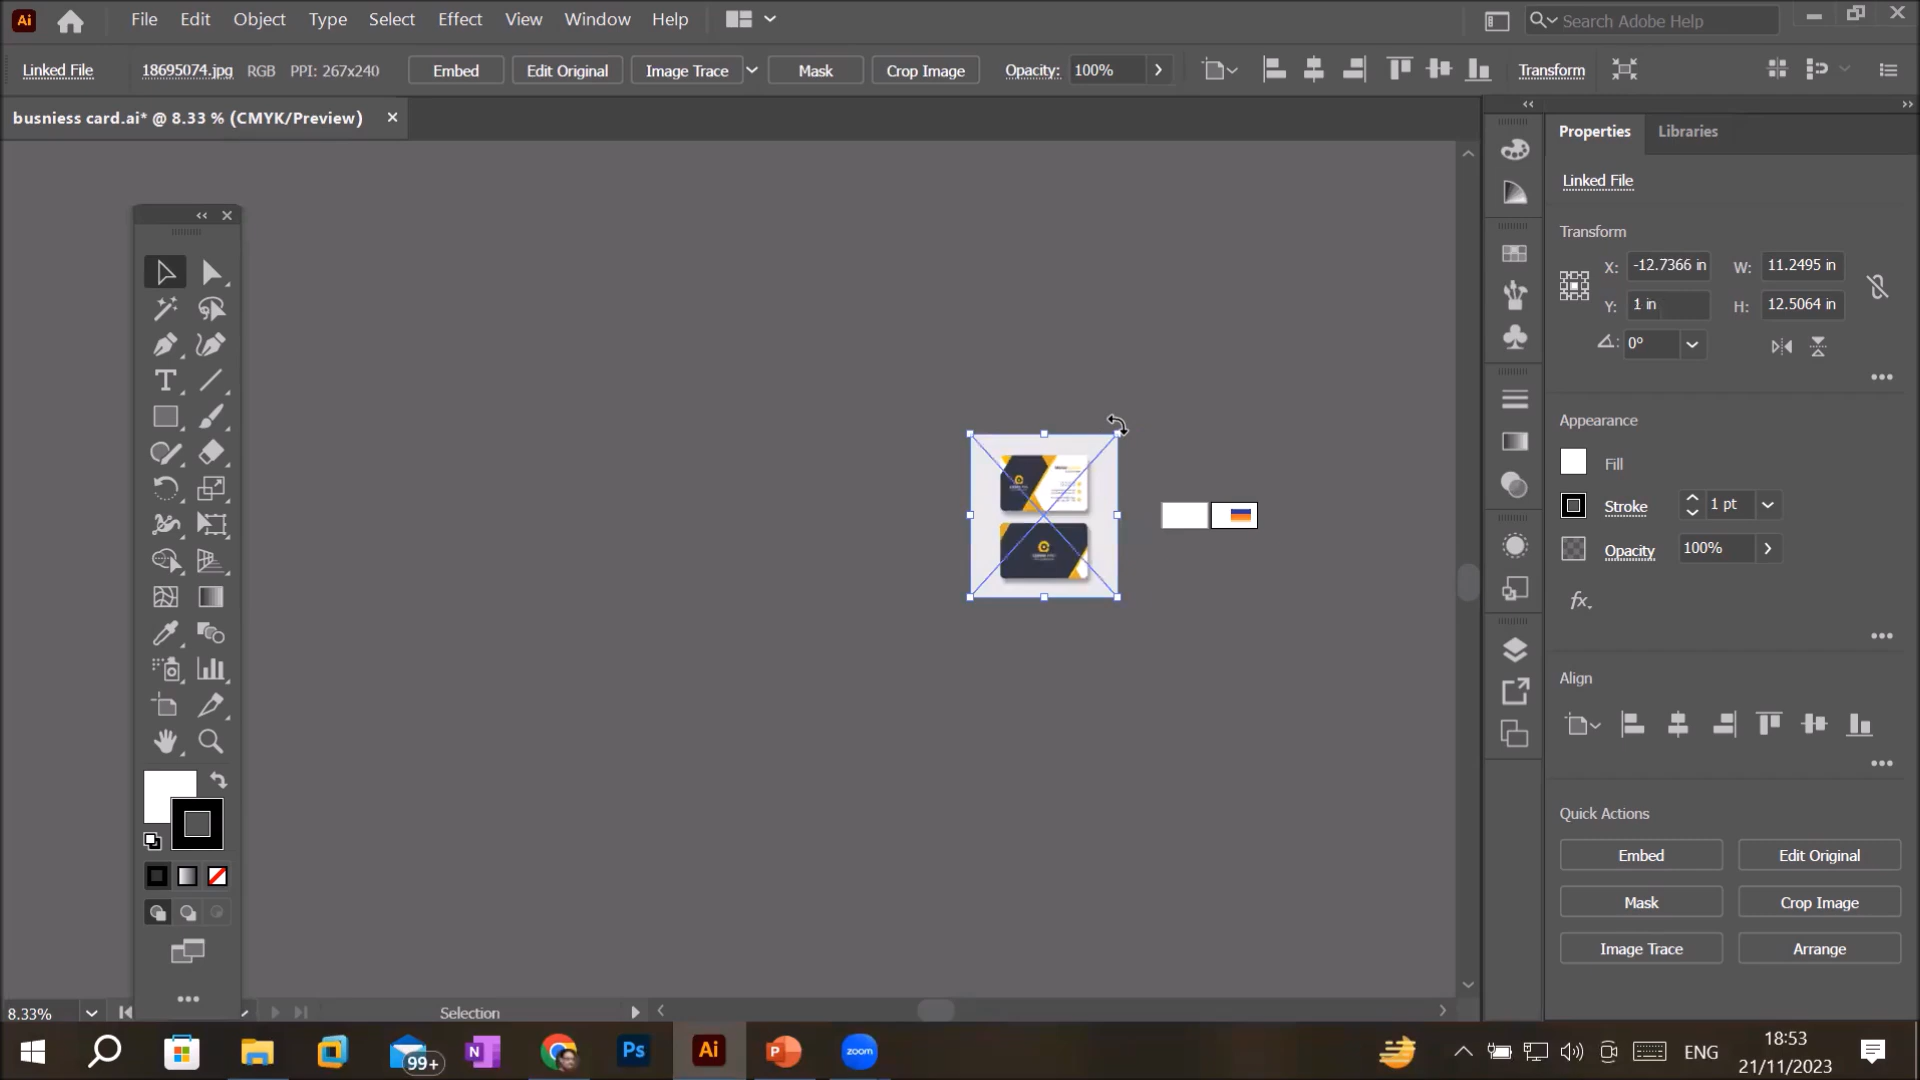 Ai File Edit Object Type Select Effect View Window Help Search Adobe Help
Linked File 18695074.jpg RGB PPI: 267x240 Embed Edit Original Image Trace Mask Crop Image Opacity: 100% Transform
busniess card.ai* @ 8.33 % (CMYK/Preview)
Properties Libraries
Linked File
Transform
X: -12.7366 in W: 11.2495 in
Y: 1 in H: 12.5064 in
0°
Appearance
Fill
Stroke 1 pt
Opacity 100%
fx
Align
Quick Actions
Embed Edit Original
Mask Crop Image
Image Trace Arrange
8.33% Selection
99+ N Ps Ai P zoom ENG 18:53
21/11/2023